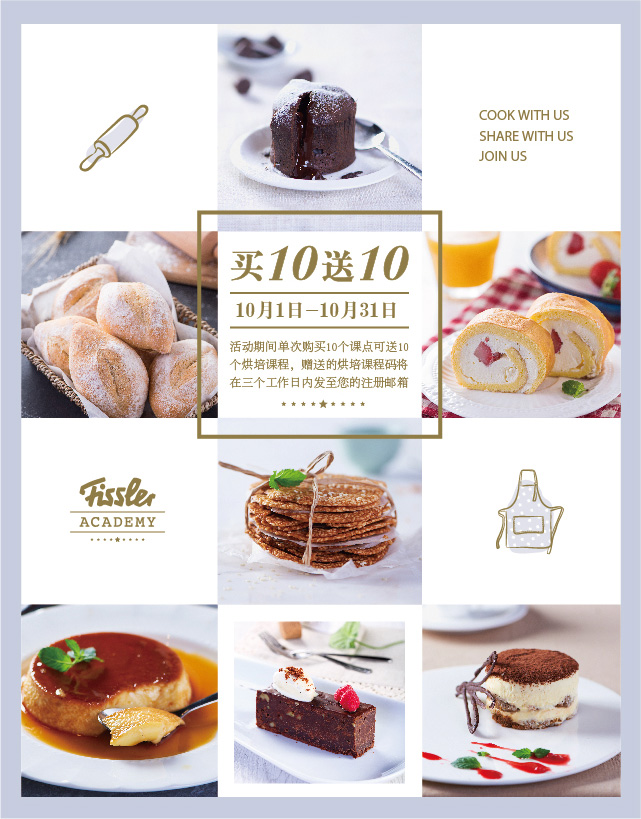 COOK WITH US
SHARE WITH US
JOIN US
买10送10
10月1日—10月31日
活动期间单次购买10个课点可送10
个烘培课程，赠送的烘培课程码将
在三个工作日内发至您的注册邮箱
Fissler
ACADEMY